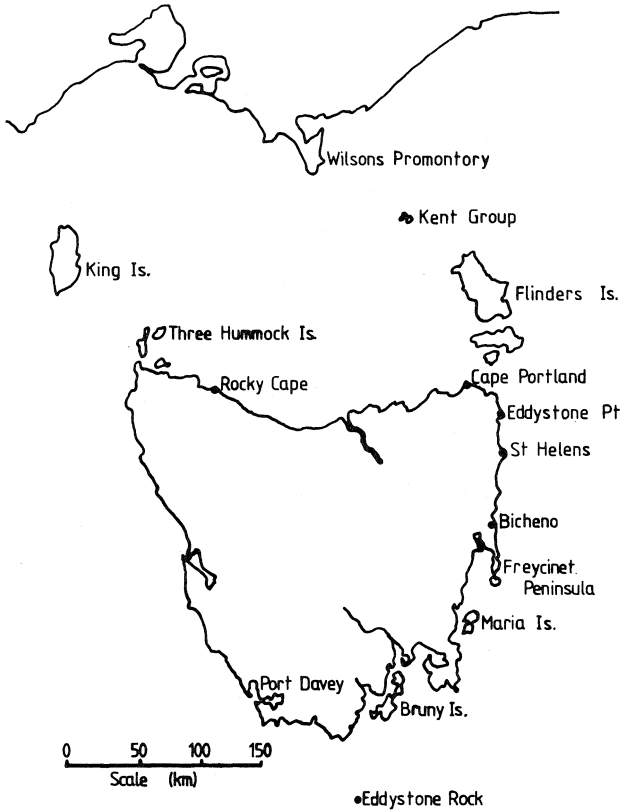 Wilsons Promontory
Kent Group
King Is.
Flinders Is.
Three Hummock Is.
Rocky Cape
Cape Portland
Eddystone Pt
St Helens
Bicheno
Freycinet
Peninsula
Maria Is.
Port Davey
Bruny Is.
0 50 100 150
Scale (km)
Eddystone Rock